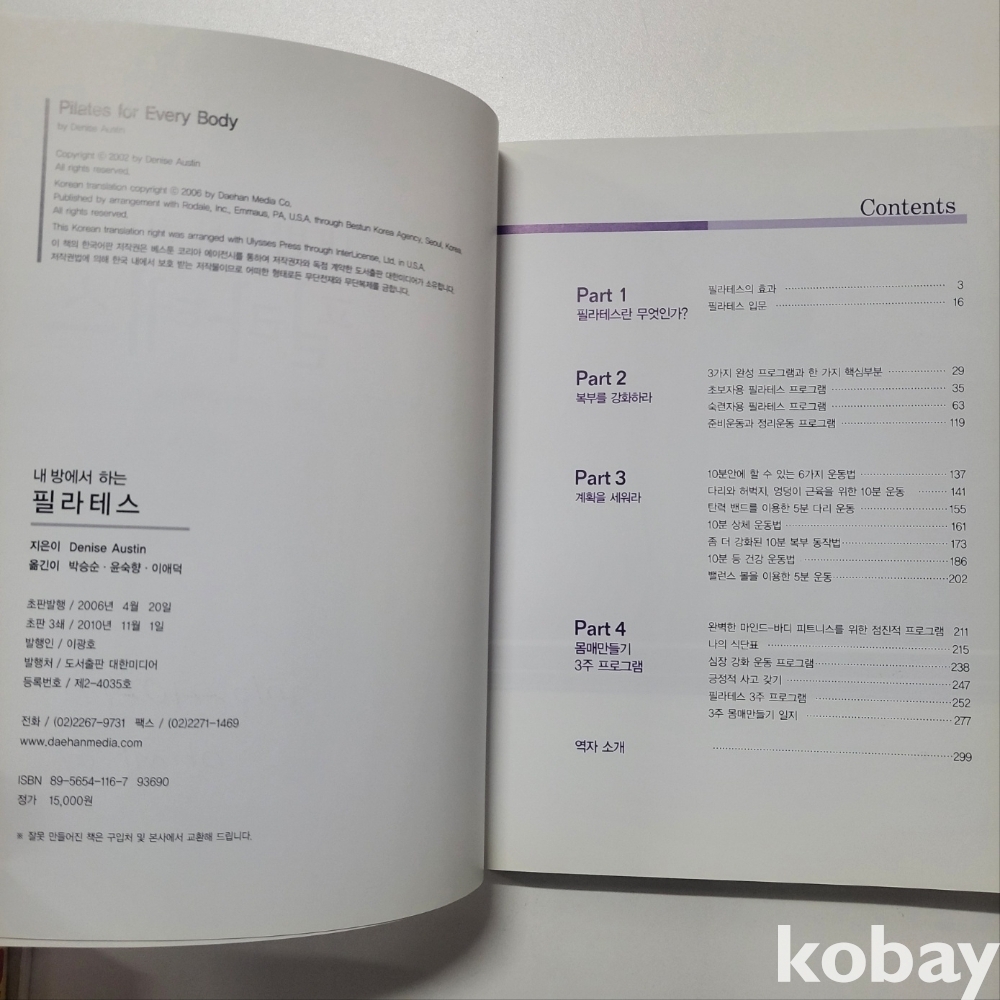 Pilates for Every Body
by Denise Austin
Copyright ⓒ 2002 by Denise Austin
All rights reserved.
Korean translation copyright ⓒ 2006 by Daehan Media Co.
Published by arrangement with Rodale, Inc., Emmaus, PA, U.S.A. through Bestun Korea Agency, Seoul, Korea.
All rights reserved.
This Korean translation right was arranged with Ulysses Press through InterLicense, Ltd. in U.S.A.
이 책의 한국어판 저작권은 베스툰 코리아 에이전시를 통하여 저작권자와 독점 계약한 도서출판 대한미디어가 소유합니다.
저작권법에 의해 한국 내에서 보호 받는 저작물이므로 어떠한 형태로든 무단전재와 무단복제를 금합니다.
내 방에서 하는
필라테스
지은이 Denise Austin
옮긴이 박승순·윤숙향·이애덕
초판발행 / 2006년 4월 20일
초판 3쇄 / 2010년 11월 1일
발행인 / 이광호
발행처 / 도서출판 대한미디어
등록번호 / 제2-4035호
전화 / (02)2267-9731 팩스 / (02)2271-1469
www.daehanmedia.com
ISBN 89-5654-116-7 93690
정가 15,000원
※ 잘못 만들어진 책은 구입처 및 본사에서 교환해 드립니다.
Contents
Part 1
필라테스란 무엇인가?
필라테스의 효과 3
필라테스 입문 16
Part 2
복부를 강화하라
3가지 완성 프로그램과 한 가지 핵심부분 29
초보자용 필라테스 프로그램 35
숙련자용 필라테스 프로그램 63
준비운동과 정리운동 프로그램 119
Part 3
계획을 세워라
10분안에 할 수 있는 6가지 운동법 137
다리와 허벅지, 엉덩이 근육을 위한 10분 운동 141
탄력 밴드를 이용한 5분 다리 운동 155
10분 상체 운동법 161
좀 더 강화된 10분 복부 동작법 173
10분 등 건강 운동법 186
밸런스 볼을 이용한 5분 운동 202
Part 4
몸매만들기
3주 프로그램
완벽한 마인드-바디 피트니스를 위한 점진적 프로그램 211
나의 식단표 215
심장 강화 운동 프로그램 238
긍정적 사고 갖기 247
필라테스 3주 프로그램 252
3주 몸매만들기 일지 277
역자 소개 299
kobay